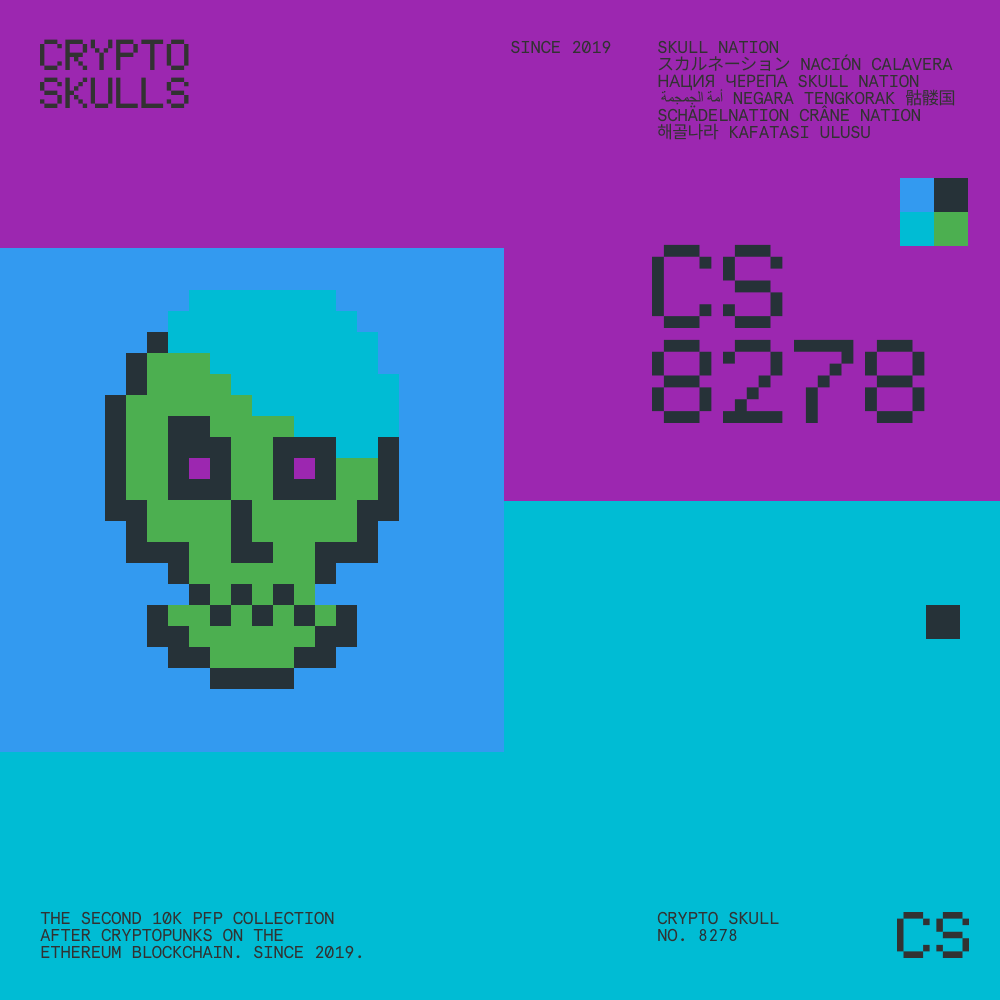 CRYPTO
SKULLS
SINCE 2019
SKULL NATION
スカルネーション NACIÓN CALAVERA
НАЦИЯ ЧЕРЕПА SKULL NATION
أمة الجمجمة NEGARA TENGKORAK 骷髅国
SCHÄDELNATION CRÂNE NATION
해골나라 KAFATASI ULUSU
CS
8278
THE SECOND 10K PFP COLLECTION
AFTER CRYPTOPUNKS ON THE
ETHEREUM BLOCKCHAIN. SINCE 2019.
CRYPTO SKULL
NO. 8278
CS